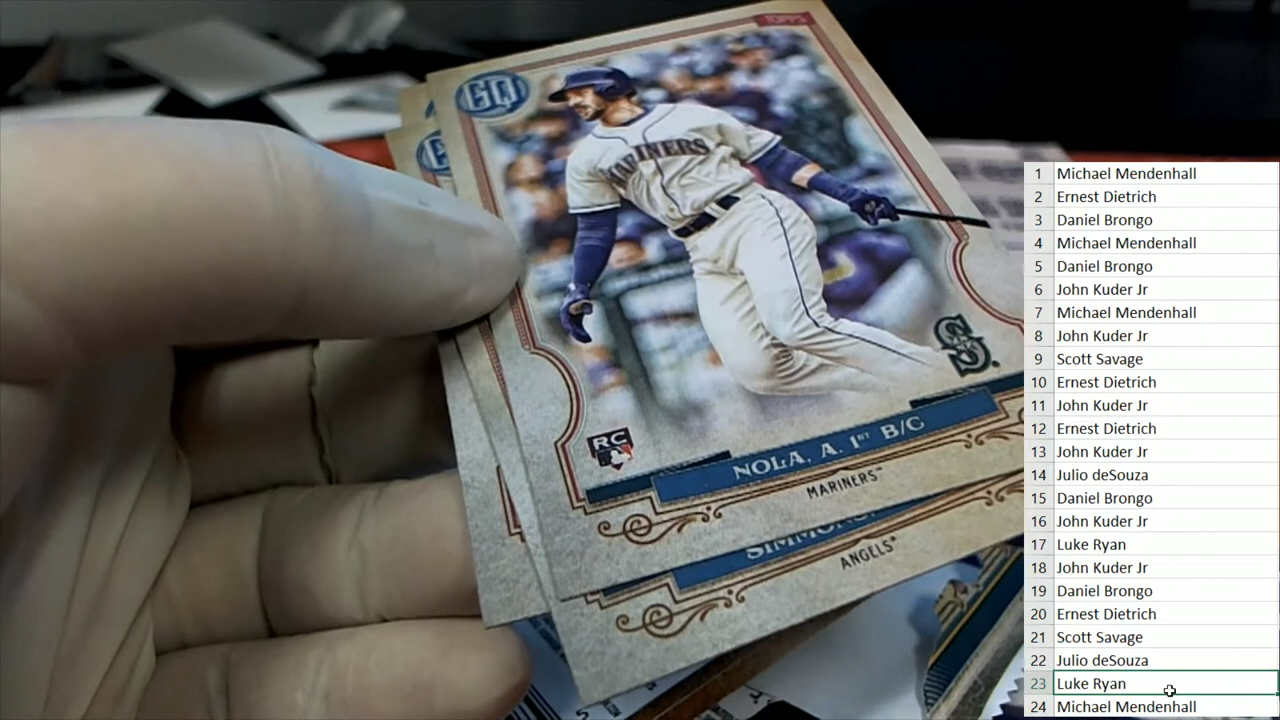 TOPPS
GQ
MARINERS
S
RC
NOLA, A. 1ST B/C
MARINERS™
ANGELS®
1 Michael Mendenhall
2 Ernest Dietrich
3 Daniel Brongo
4 Michael Mendenhall
5 Daniel Brongo
6 John Kuder Jr
7 Michael Mendenhall
8 John Kuder Jr
9 Scott Savage
10 Ernest Dietrich
11 John Kuder Jr
12 Ernest Dietrich
13 John Kuder Jr
14 Julio deSouza
15 Daniel Brongo
16 John Kuder Jr
17 Luke Ryan
18 John Kuder Jr
19 Daniel Brongo
20 Ernest Dietrich
21 Scott Savage
22 Julio deSouza
23 Luke Ryan
24 Michael Mendenhall